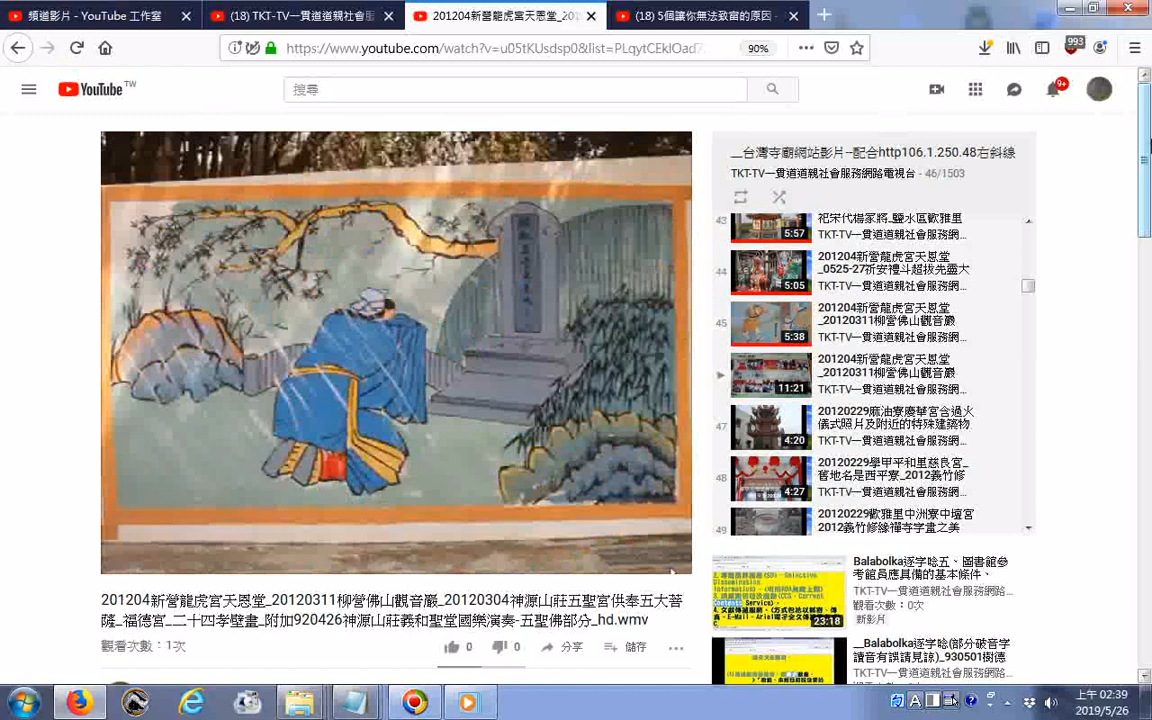 頻道影片 - YouTube 工作室
(18) TKT-TV一貫道道親社會服
201204新營龍虎宮天恩堂_201
(18) 5個讓你無法致富的原因 -
https://www.youtube.com/watch?v=u05tKUsdsp0&list=PLqytCEklOad7
90%
993
YouTube TW
搜尋
9+
__台灣寺廟網站影片--配合http106.1.250.48右斜線
TKT-TV一貫道道親社會服務網路電視台 - 46/1503
43
祀宋代楊家將_鹽水區歡雅里
5:57
TKT-TV一貫道道親社會服務網...
44
201204新營龍虎宮天恩堂
_0525-27祈安禮斗超拔先靈大
5:05
TKT-TV一貫道道親社會服務網...
45
201204新營龍虎宮天恩堂
_20120311柳營佛山觀音巖
5:38
TKT-TV一貫道道親社會服務網...
201204新營龍虎宮天恩堂
_20120311柳營佛山觀音巖
11:21
TKT-TV一貫道道親社會服務網...
47
20120229麻油寮慶華宮含過火
儀式照片及附近的特殊建築物
4:20
TKT-TV一貫道道親社會服務網...
48
20120229學甲平和里慈良宮_
舊地名是西平寮_2012義竹修
4:27
TKT-TV一貫道道親社會服務網...
49
20120229歡雅里中洲寮中壇宮
2012義竹修緣禪寺字畫之美
201204新營龍虎宮天恩堂_20120311柳營佛山觀音巖_20120304神源山莊五聖宮供奉五大菩
薩_福德宮_二十四孝壁畫_附加920426神源山莊義和聖堂國樂演奏-五聖佛部分_hd.wmv
觀看次數：1次
0
0
分享
儲存
Balabolka逐字唸五、圖書館參
考館員應具備的基本條件、
TKT-TV一貫道道親社會服務網路...
觀看次數：0次
新影片
23:18
__Balabolka逐字唸(部分破音字
讀音有誤請見諒)_930501樹德
TKT-TV一貫道道親社會服務網路...
上午 02:39
2019/5/26